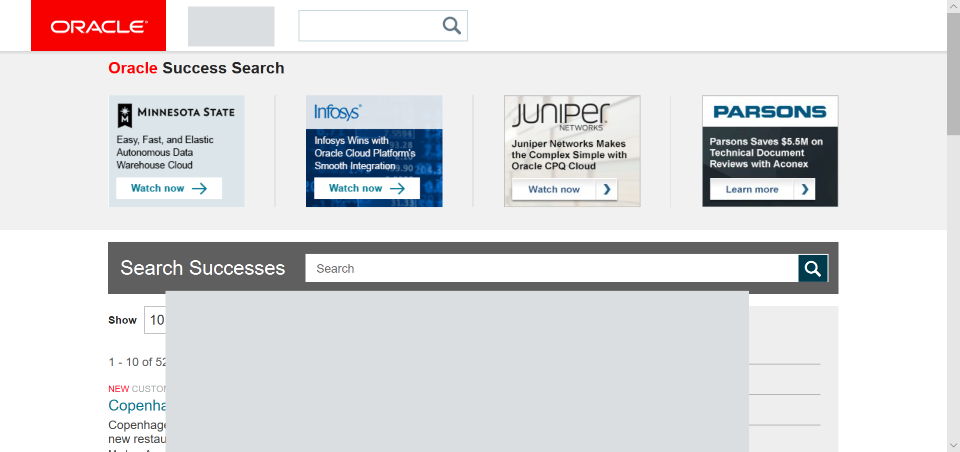 ORACLE
Oracle Success Search
MINNESOTA STATE
Easy, Fast, and Elastic
Autonomous Data
Warehouse Cloud
Watch now
Infosys
Infosys Wins with
Oracle Cloud Platform's
Smooth Integration
Watch now
JUNIPER
NETWORKS
Juniper Networks Makes
the Complex Simple with
Oracle CPQ Cloud
Watch now
PARSONS
Parsons Saves $5.5M on
Technical Document
Reviews with Aconex
Learn more
Search Successes
Search
Show 10
1 - 10 of 52
NEW
Copenhage
new